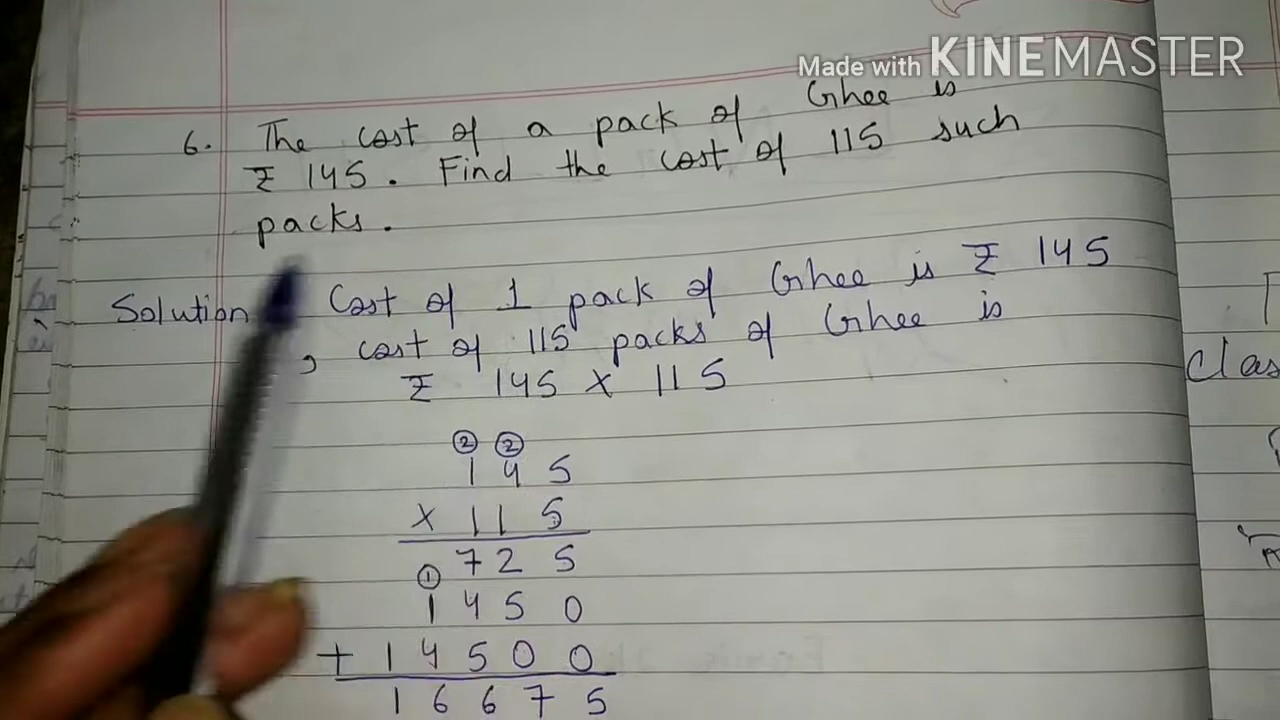 Made with KINEMASTER
6. The cost of a pack of Ghee is
₹ 145. Find the cost of 115 such
packs.
Solution, Cost of 1 pack of Ghee is ₹ 145
, cost of 115 packs of Ghee is
₹ 145 x 115
Clas
② ②
1 4 5
x 1 1 5
7 2 5
①
1 4 5 0
+ 1 4 5 0 0
1 6 6 7 5